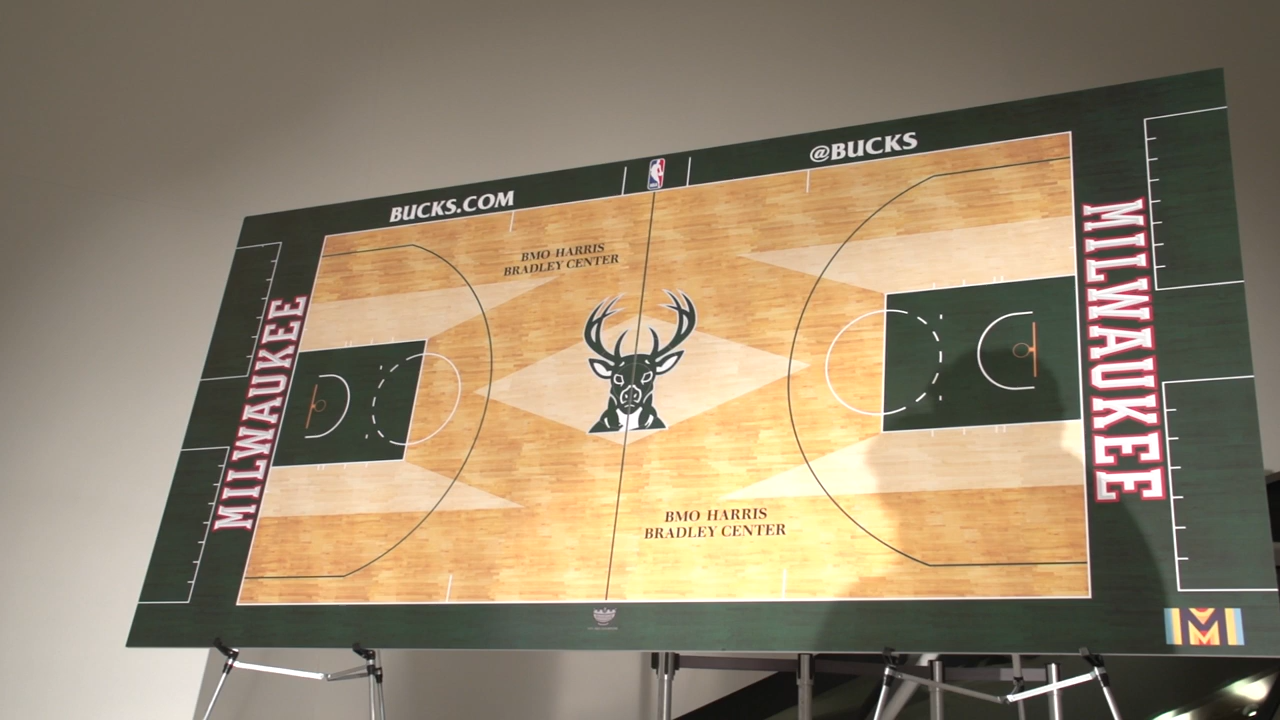 BUCKS.COM
@BUCKS
BMO HARRIS
BRADLEY CENTER
MILWAUKEE
MILWAUKEE
BMO HARRIS
BRADLEY CENTER
M